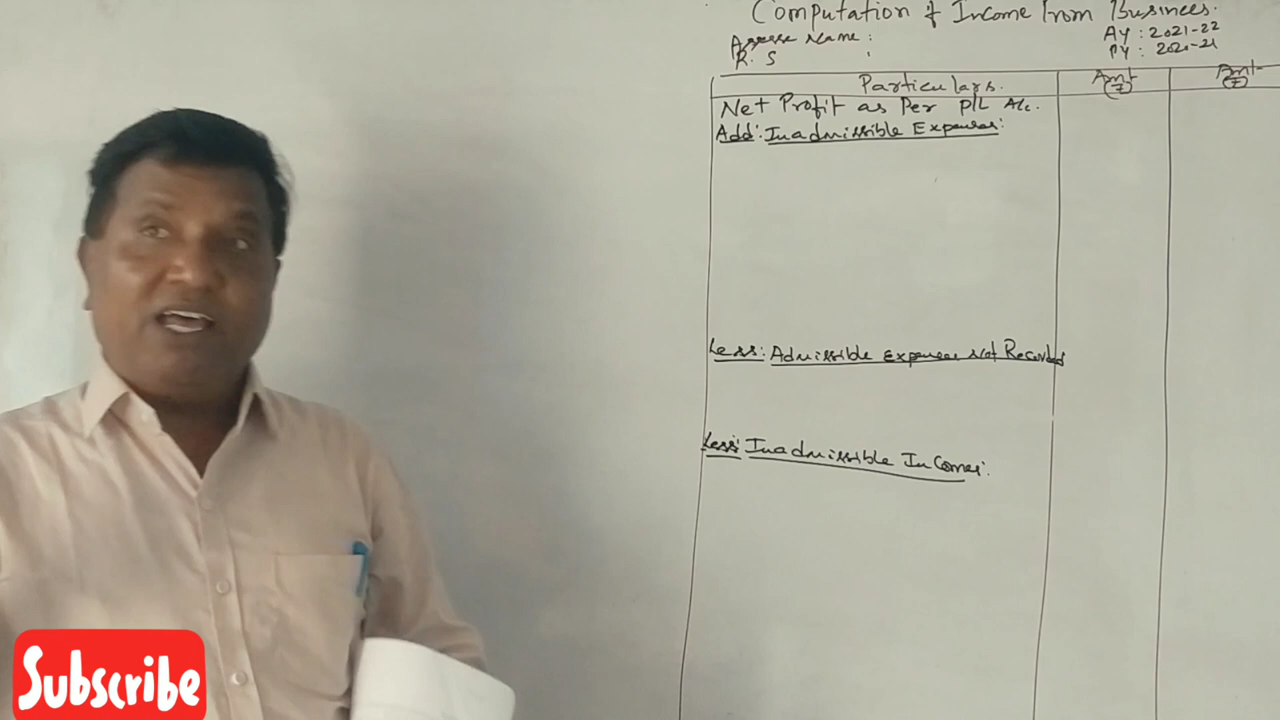 Computation of Income from Business.
Assesse Name :
R. S :
AY : 2021-22
PY : 2020-21
Particulars. Amt (₹) Amt (₹)
Net Profit as Per P/L A/c.
Add: Inadmissible Expenses:
Less: Admissible Expenses Not Recorded
Less: Inadmissible Incomes:
Subscribe